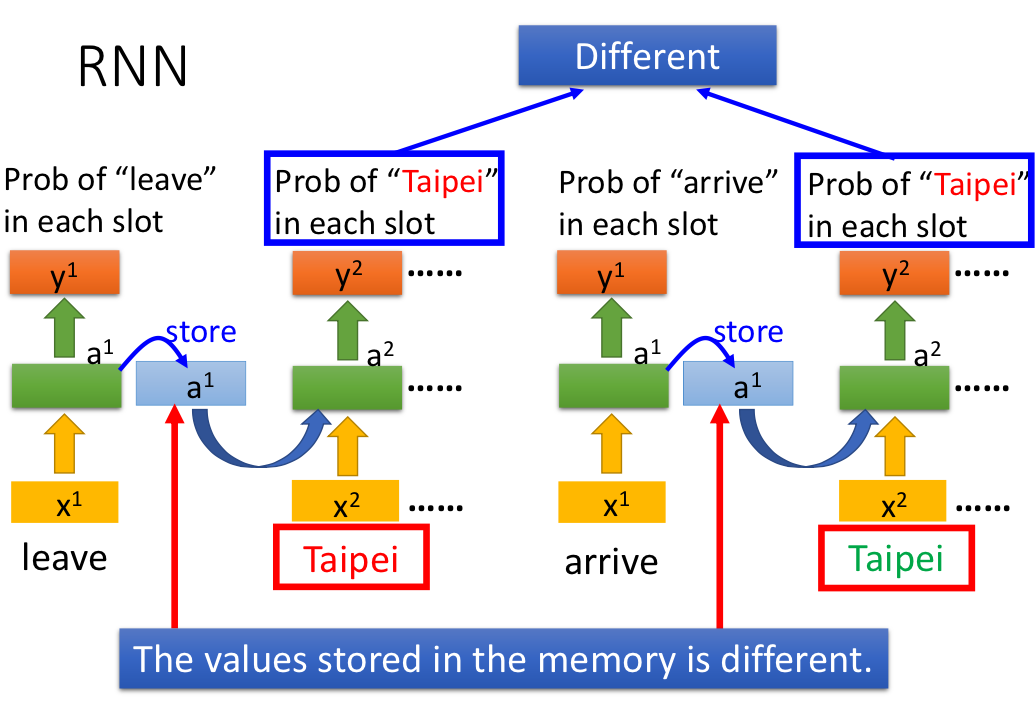 RNN
Different
Prob of “leave”
in each slot
Prob of “Taipei”
in each slot
Prob of “arrive”
in each slot
Prob of “Taipei”
in each slot
y¹
y² ……
y¹
y² ……
store
store
a¹
a²
a¹
a²
a¹
……
a¹
……
x¹
x² ……
x¹
x² ……
leave
Taipei
arrive
Taipei
The values stored in the memory is different.